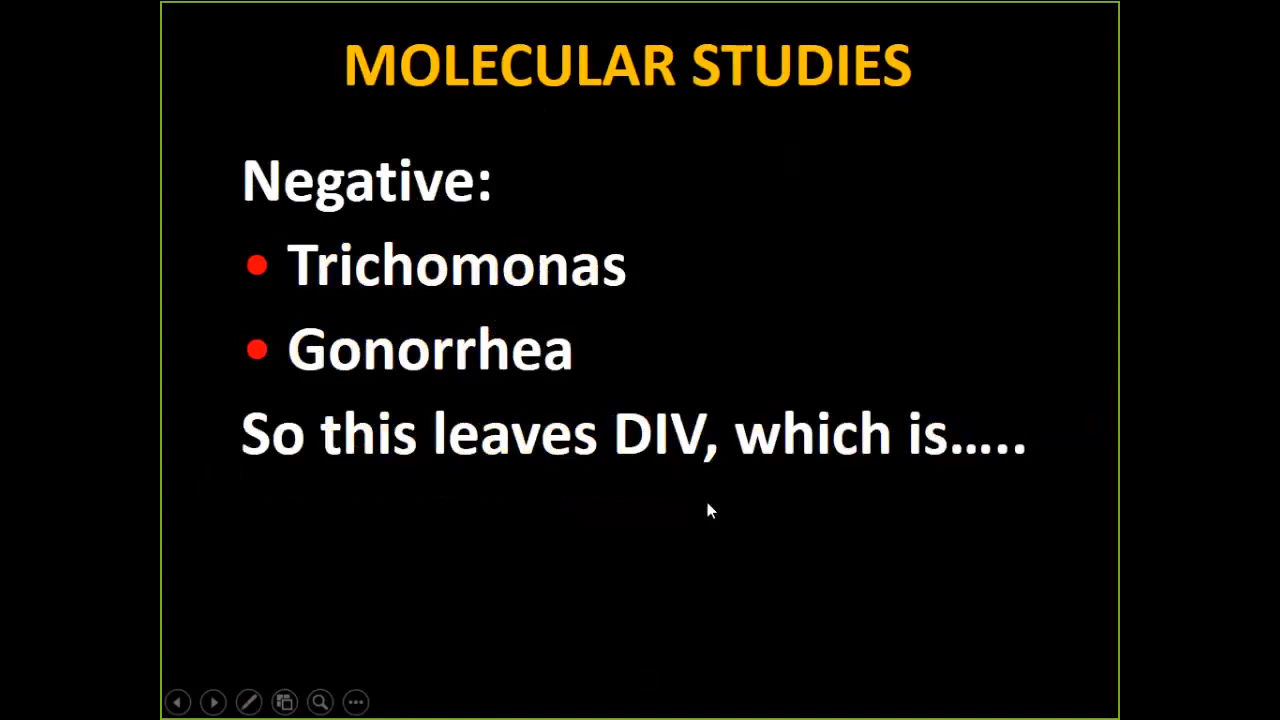 MOLECULAR STUDIES
Negative:
• Trichomonas
• Gonorrhea
So this leaves DIV, which is…..